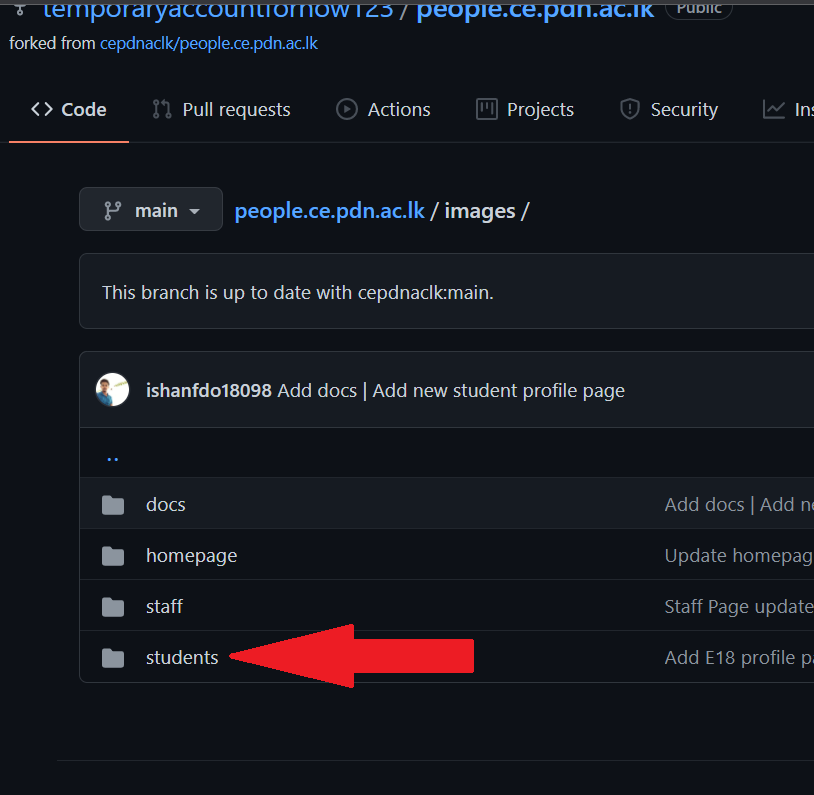 temporaryaccountfornow123 / people.ce.pdn.ac.lk Public
forked from cepdnaclk/people.ce.pdn.ac.lk
Code Pull requests Actions Projects Security Ins
main people.ce.pdn.ac.lk / images /
This branch is up to date with cepdnaclk:main.
ishanfdo18098 Add docs | Add new student profile page
..
docs Add docs | Add ne
homepage Update homepag
staff Staff Page update
students Add E18 profile pa